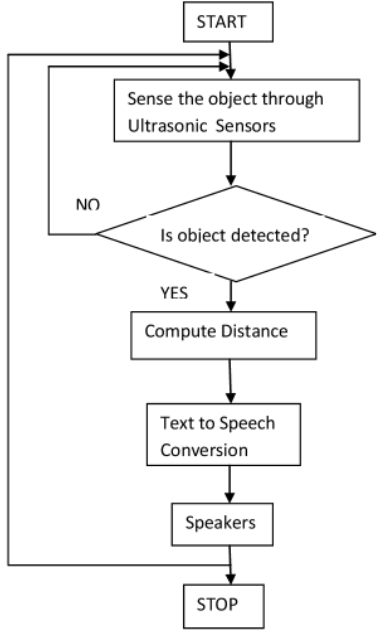 START
Sense the object through
Ultrasonic Sensors
NO
Is object detected?
YES
Compute Distance
Text to Speech
Conversion
Speakers
STOP